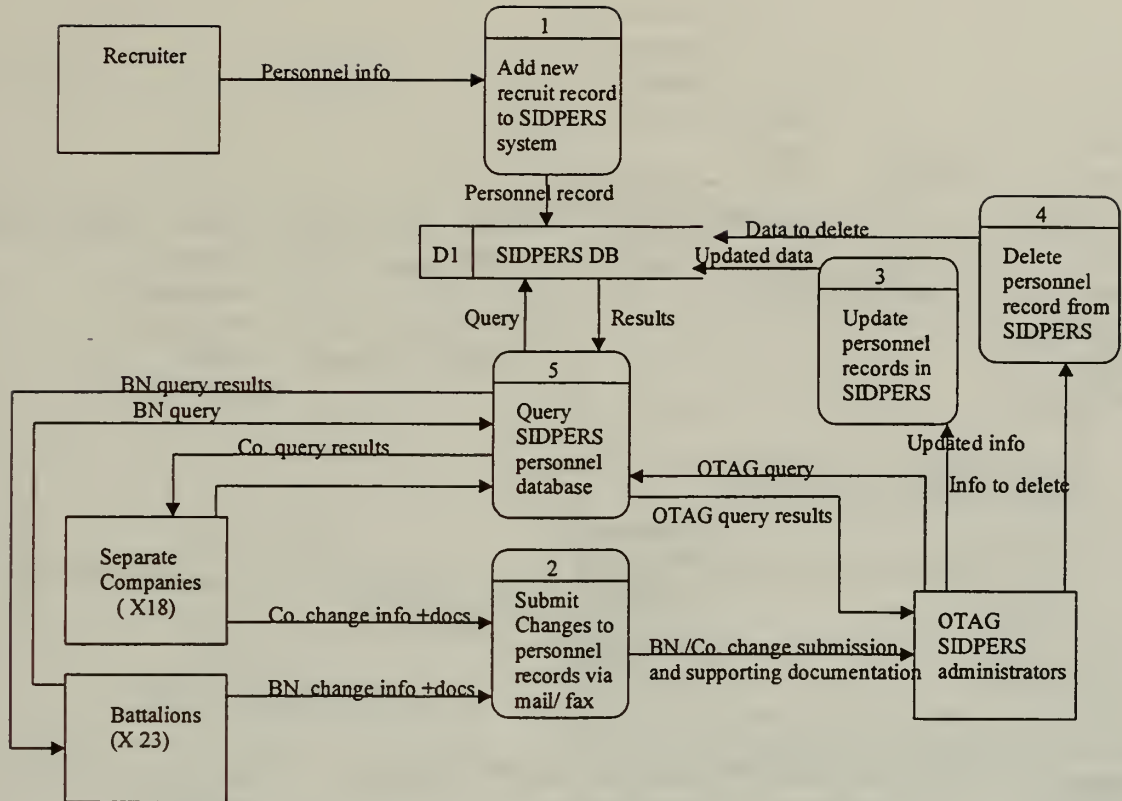 Recruiter
Personnel info
1
Add new
recruit record
to SIDPERS
system
Personnel record
D1 SIDPERS DB
Data to delete
Updated data
4
Delete
personnel
record from
SIDPERS
3
Update
personnel
records in
SIDPERS
Query
Results
BN query results
BN query
Co. query results
5
Query
SIDPERS
personnel
database
OTAG query
OTAG query results
Updated info
Info to delete
Separate
Companies
( X18)
Co. change info +docs
2
Submit
Changes to
personnel
records via
mail/ fax
BN /Co. change submission
and supporting documentation
OTAG
SIDPERS
administrators
Battalions
(X 23)
BN. change info +docs